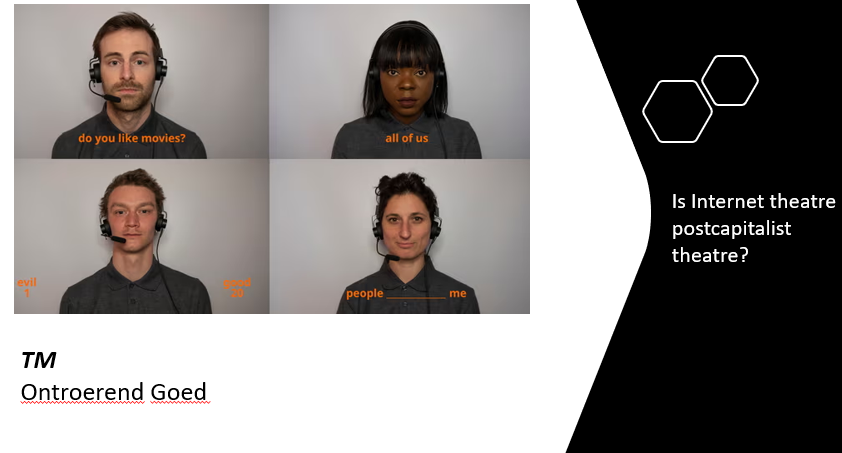 do you like movies?
all of us
evil
1
good
20
people __________ me
TM
Ontroerend Goed
Is Internet theatre
postcapitalist
theatre?